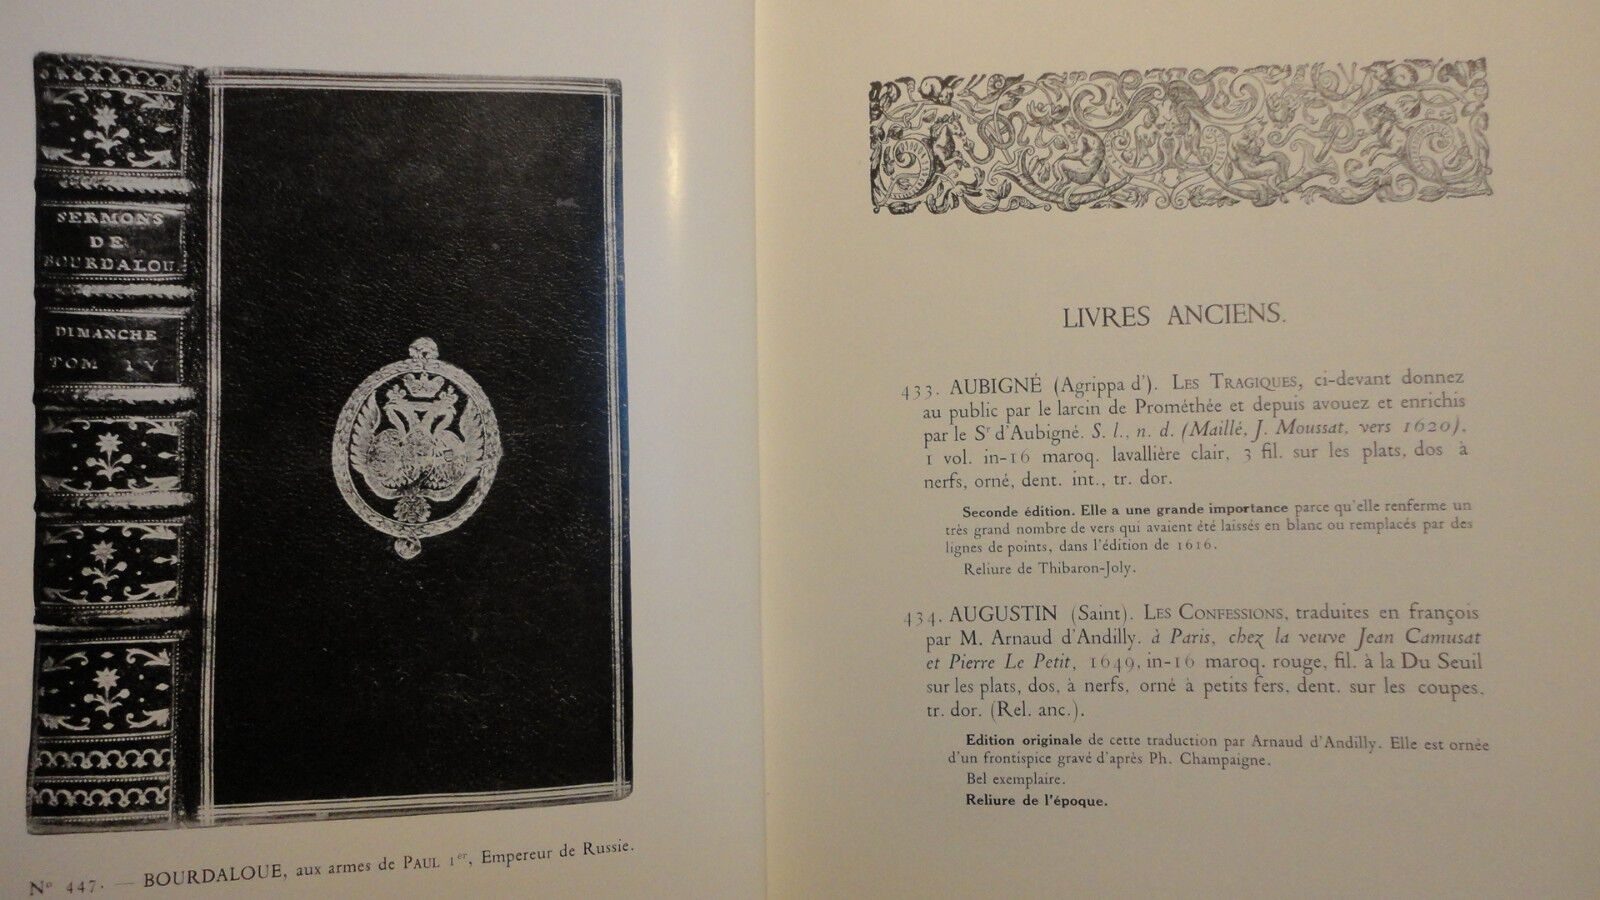 SERMONS
DE
BOURDALOU
DIMANCHE
TOM IV
Nº 447. — BOURDALOUE, aux armes de PAUL 1er, Empereur de Russie.
LIVRES ANCIENS.
433. AUBIGNÉ (Agrippa d'). LES TRAGIQUES, ci-devant donnez
au public par le larcin de Prométhée et depuis avouez et enrichis
par le Sr d'Aubigné. S. l., n. d. (Maillé, J. Moussat, vers 1620),
1 vol. in-16 maroq. lavallière clair, 3 fil. sur les plats, dos à
nerfs, orné, dent. int., tr. dor.
Seconde édition. Elle a une grande importance parce qu'elle renferme un
très grand nombre de vers qui avaient été laissés en blanc ou remplacés par des
lignes de points, dans l'édition de 1616.
Reliure de Thibaron-Joly.
434. AUGUSTIN (Saint). LES CONFESSIONS, traduites en françois
par M. Arnaud d'Andilly. à Paris, chez la veuve Jean Camusat
et Pierre Le Petit, 1649, in-16 maroq. rouge, fil. à la Du Seuil
sur les plats, dos, à nerfs, orné à petits fers, dent. sur les coupes,
tr. dor. (Rel. anc.).
Edition originale de cette traduction par Arnaud d'Andilly. Elle est ornée
d'un frontispice gravé d'après Ph. Champaigne.
Bel exemplaire.
Reliure de l'époque.